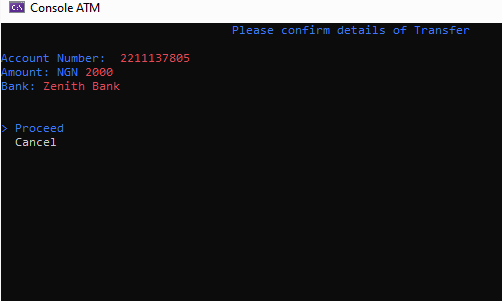 Console ATM
Please confirm details of Transfer
Account Number: 2211137805
Amount: NGN 2000
Bank: Zenith Bank
> Proceed
Cancel